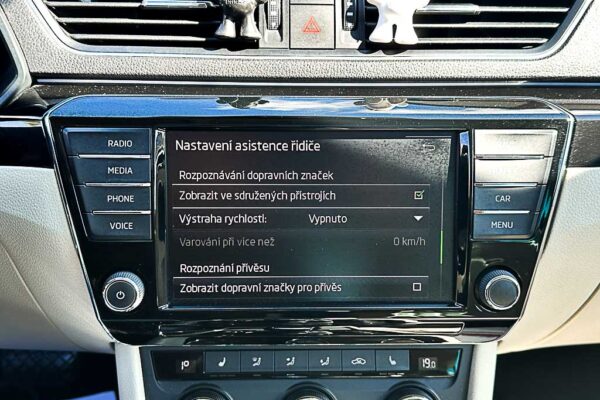 RADIO
MEDIA
PHONE
VOICE
Nastavení asistence řidiče
Rozpoznávání dopravních značek
Zobrazit ve sdružených přístrojích
Výstraha rychlosti: Vypnuto
Varování při více než 0 km/h
Rozpoznání přívěsu
Zobrazit dopravní značky pro přívěs
CAR
MENU
19.0